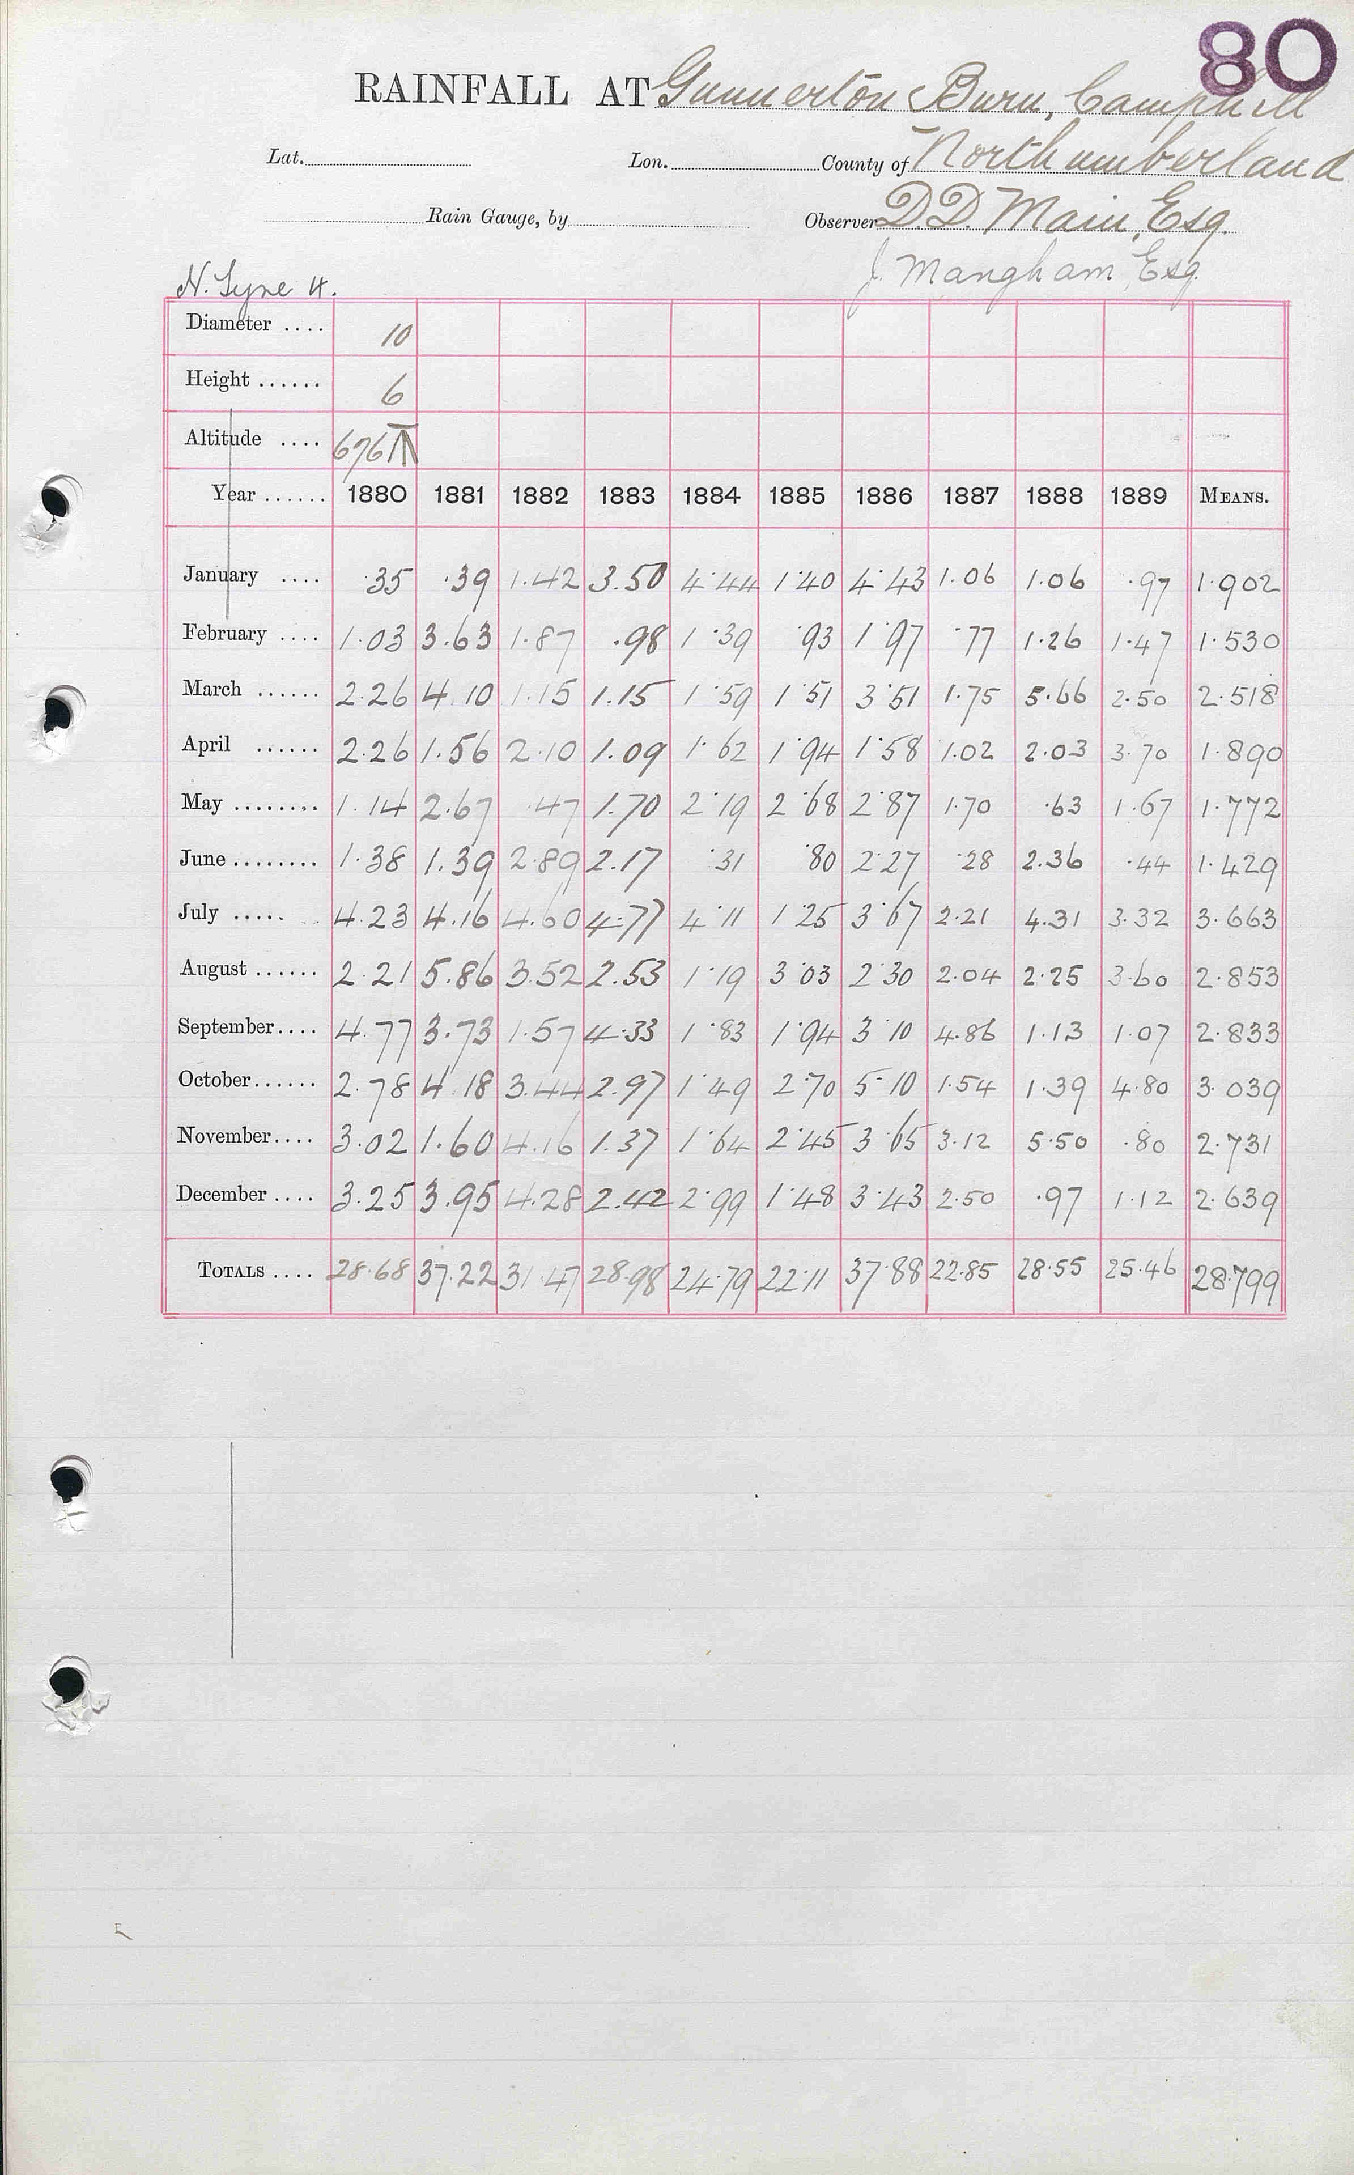 80
RAINFALL AT Gunnerton Burn, Camphill
Lat. Lon. County of Northumberland
Rain Gauge, by Observer D.D. Main, Esq.
J. Mangham Esq.
N. Tyne 4.
Diameter .... 10
Height ...... 6
Altitude .... 676
Year ...... 1880 1881 1882 1883 1884 1885 1886 1887 1888 1889 MEANS.
January .... .35 .39 1.42 3.50 4.44 1.40 4.43 1.06 1.06 .97 1.902
February .... 1.03 3.63 1.87 .98 1.39 .93 1.97 .77 1.26 1.47 1.530
March ...... 2.26 4.10 1.15 1.15 1.59 1.51 3.51 1.75 5.66 2.50 2.518
April ...... 2.26 1.56 2.10 1.09 1.62 1.94 1.58 1.02 2.03 3.70 1.890
May ........ 1.14 2.67 .47 1.70 2.19 2.68 2.87 1.70 .63 1.67 1.772
June ........ 1.38 1.39 2.89 2.17 .31 .80 2.27 .28 2.36 .44 1.429
July ..... 4.23 4.16 4.60 4.77 4.11 1.25 3.67 2.21 4.31 3.32 3.663
August ...... 2.21 5.86 3.52 2.53 1.19 3.03 2.30 2.04 2.25 3.60 2.853
September .... 4.77 3.73 1.57 4.33 1.83 1.94 3.10 4.86 1.13 1.07 2.833
October ...... 2.78 4.18 3.44 2.97 1.49 2.70 5.10 1.54 1.39 4.80 3.039
November .... 3.02 1.60 4.16 1.37 1.64 2.45 3.65 3.12 5.50 .80 2.731
December .... 3.25 3.95 4.28 2.42 2.99 1.48 3.43 2.50 .97 1.12 2.639
TOTALS .... 28.68 37.22 31.47 28.98 24.79 22.11 37.88 22.85 28.55 25.46 28.799